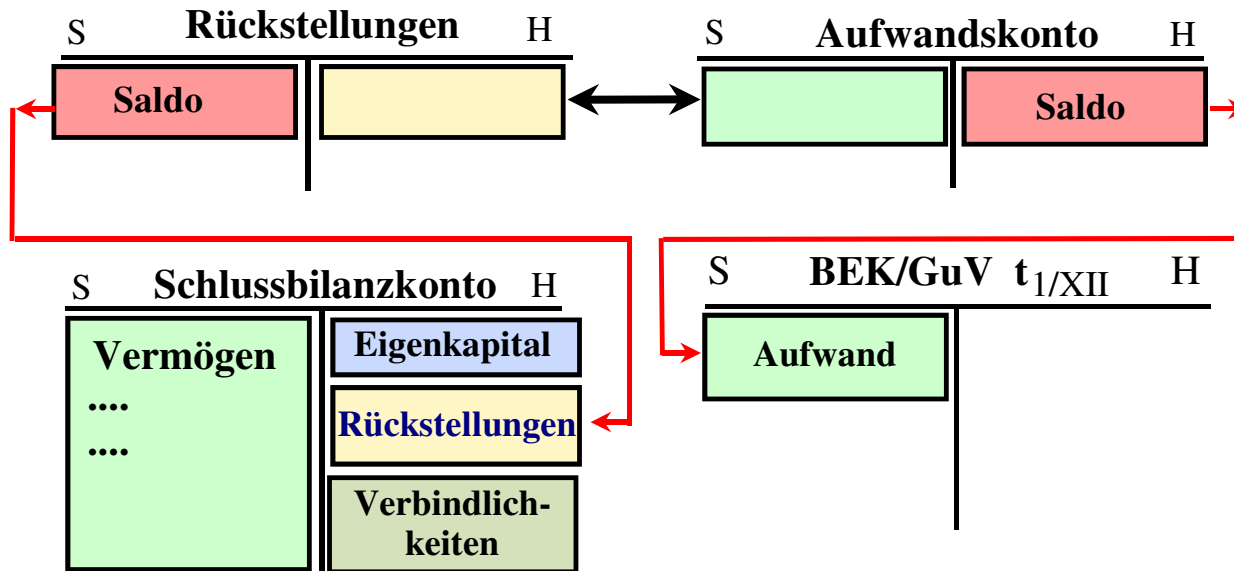 S Rückstellungen H
S Aufwandskonto H
Saldo
Saldo
S Schlussbilanzkonto H
S BEK/GuV t1/XII H
Vermögen
....
....
Eigenkapital
Rückstellungen
Verbindlich-
keiten
Aufwand